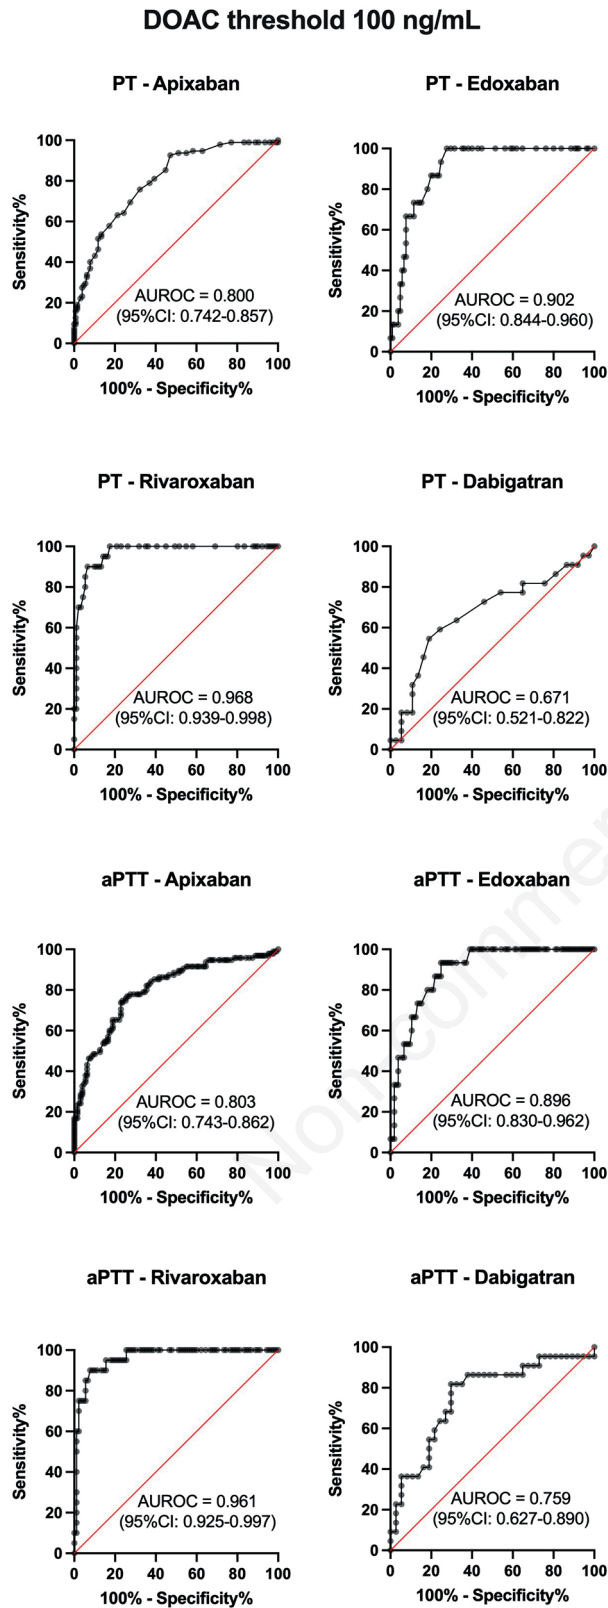 DOAC threshold 100 ng/mL
PT - Apixaban
100
80
60
40
20
0
Sensitivity%
AUROC = 0.800
(95%CI: 0.742-0.857)
0 20 40 60 80 100
100% - Specificity%
PT - Edoxaban
100
80
60
40
20
0
Sensitivity%
AUROC = 0.902
(95%CI: 0.844-0.960)
0 20 40 60 80 100
100% - Specificity%
PT - Rivaroxaban
100
80
60
40
20
0
Sensitivity%
AUROC = 0.968
(95%CI: 0.939-0.998)
0 20 40 60 80 100
100% - Specificity%
PT - Dabigatran
100
80
60
40
20
0
Sensitivity%
AUROC = 0.671
(95%CI: 0.521-0.822)
0 20 40 60 80 100
100% - Specificity%
aPTT - Apixaban
100
80
60
40
20
0
Sensitivity%
AUROC = 0.803
(95%CI: 0.743-0.862)
0 20 40 60 80 100
100% - Specificity%
aPTT - Edoxaban
100
80
60
40
20
0
Sensitivity%
AUROC = 0.896
(95%CI: 0.830-0.962)
0 20 40 60 80 100
100% - Specificity%
aPTT - Rivaroxaban
100
80
60
40
20
0
Sensitivity%
AUROC = 0.961
(95%CI: 0.925-0.997)
0 20 40 60 80 100
100% - Specificity%
aPTT - Dabigatran
100
80
60
40
20
0
Sensitivity%
AUROC = 0.759
(95%CI: 0.627-0.890)
0 20 40 60 80 100
100% - Specificity%
Non-commer